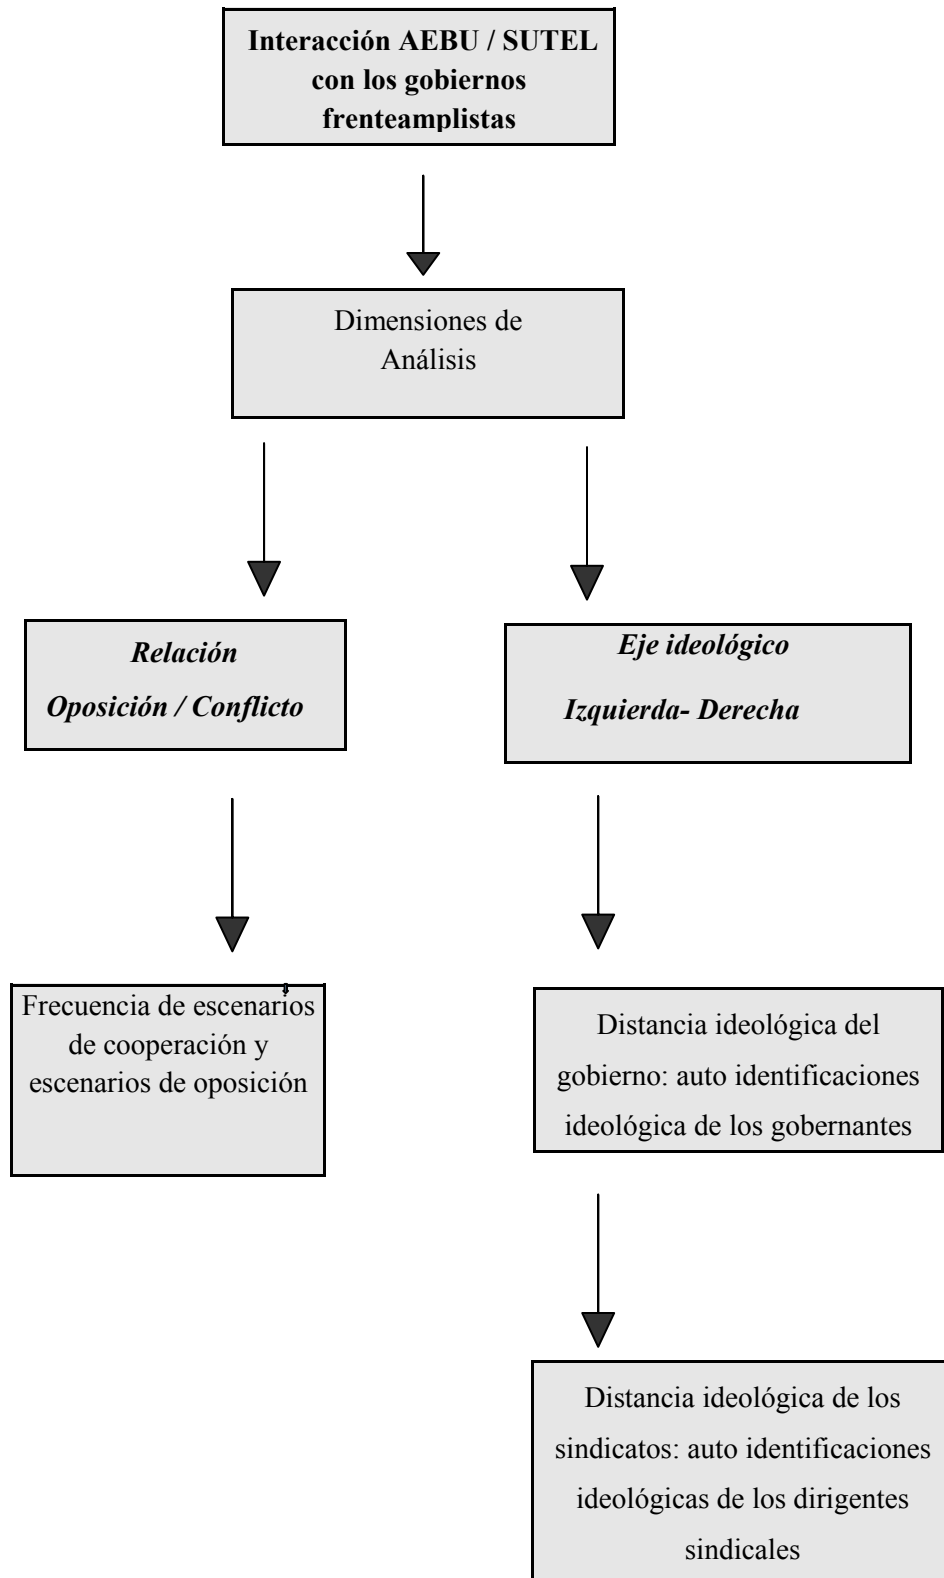 Interacción AEBU / SUTEL
con los gobiernos
frenteamplistas
Dimensiones de
Análisis
Relación
Oposición / Conflicto
Eje ideológico
Izquierda- Derecha
Frecuencia de escenarios
de cooperación y
escenarios de oposición
Distancia ideológica del
gobierno: auto identificaciones
ideológica de los gobernantes
Distancia ideológica de los
sindicatos: auto identificaciones
ideológicas de los dirigentes
sindicales